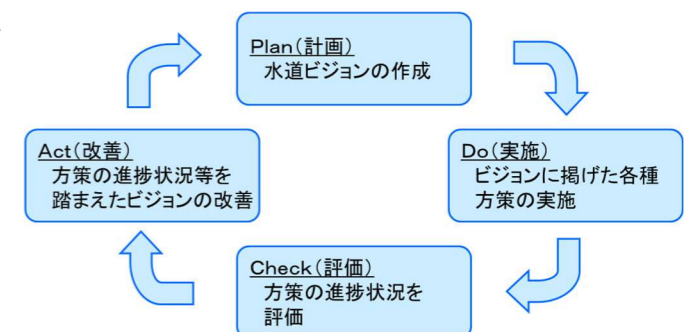 Plan（計画）
水道ビジョンの作成
Do（実施）
ビジョンに掲げた各種
方策の実施
Check（評価）
方策の進捗状況を
評価
Act（改善）
方策の進捗状況等を
踏まえたビジョンの改善